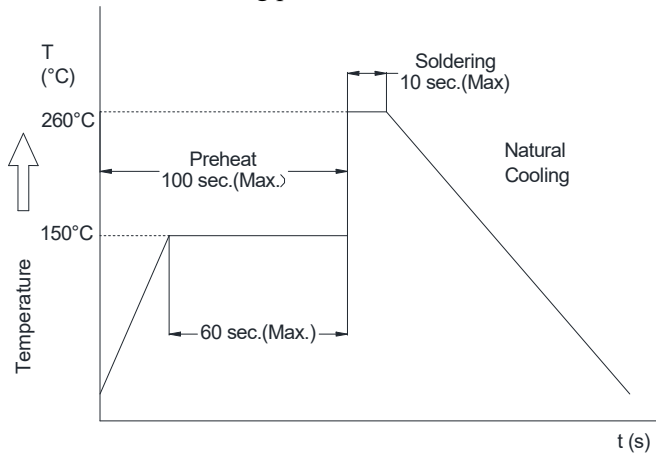 T
(°C)
Soldering
10 sec.(Max)
260°C
Preheat
100 sec.(Max.)
Natural
Cooling
150°C
60 sec.(Max.)
Temperature
t (s)